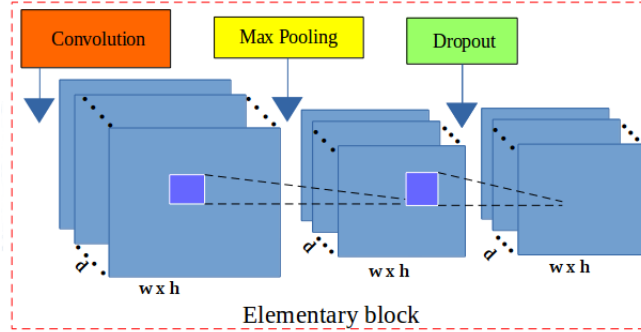 Convolution
Max Pooling
Dropout
d
w x h
d
w x h
d
w x h
Elementary block